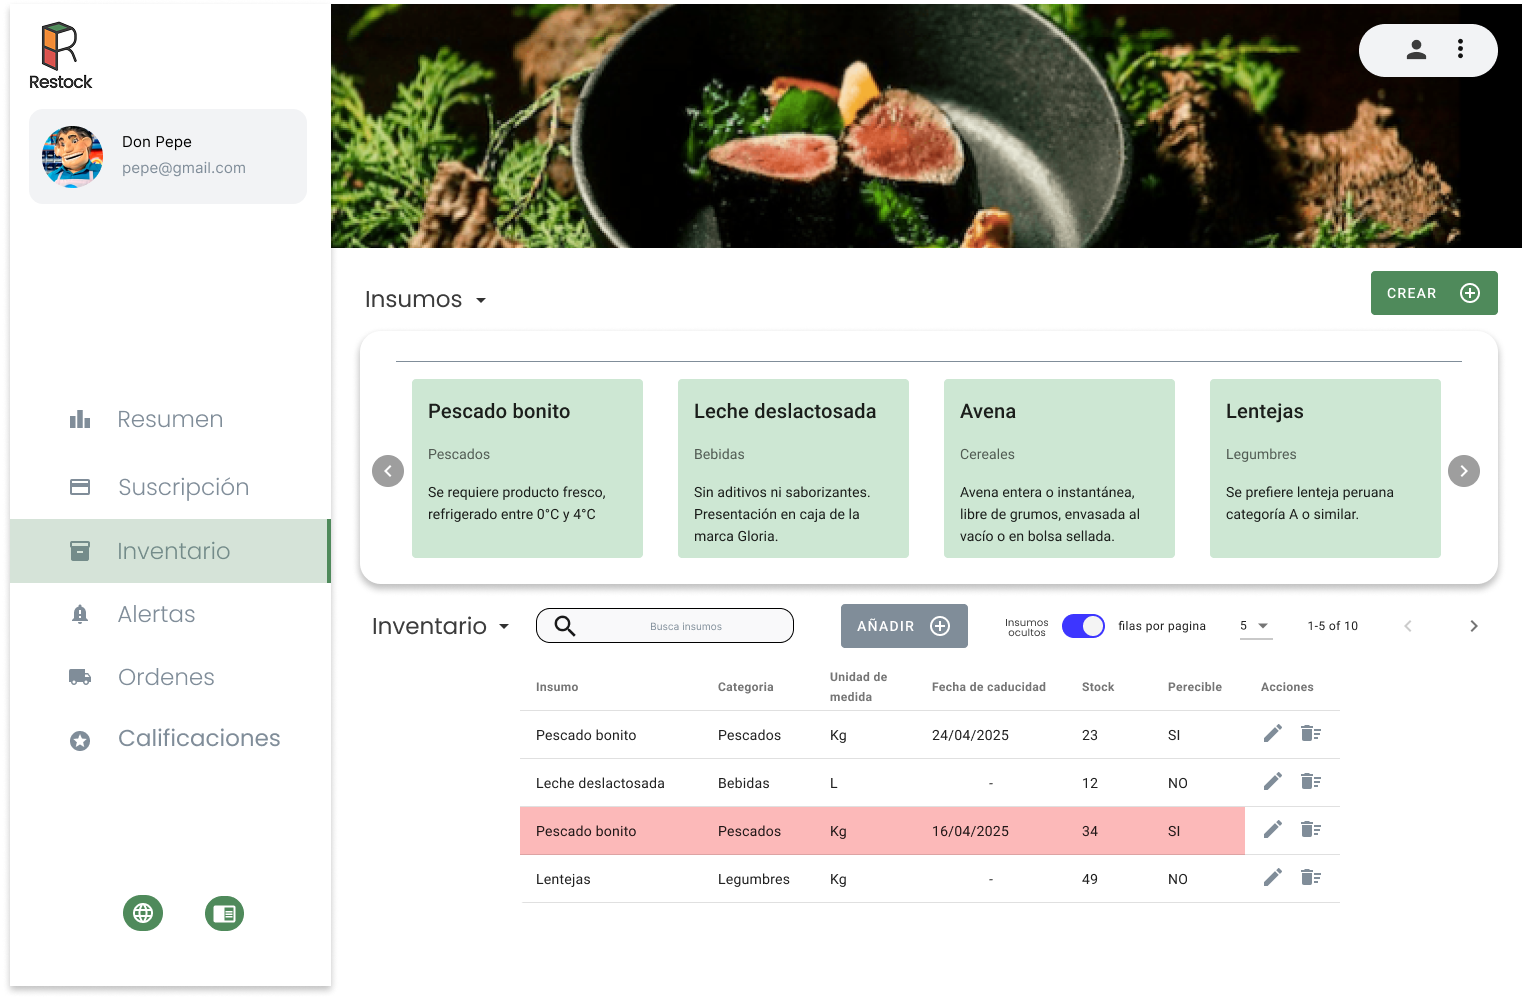 Restock
Don Pepe
pepe@gmail.com
Resumen
Suscripción
Inventario
Alertas
Ordenes
Calificaciones
Insumos
CREAR
Pescado bonito
Pescados
Se requiere producto fresco,
refrigerado entre 0°C y 4°C
Leche deslactosada
Bebidas
Sin aditivos ni saborizantes.
Presentación en caja de la
marca Gloria.
Avena
Cereales
Avena entera o instantánea,
libre de grumos, envasada al
vacío o en bolsa sellada.
Lentejas
Legumbres
Se prefiere lenteja peruana
categoría A o similar.
Inventario
Busca insumos
AÑADIR
Insumos
ocultos
filas por pagina
5
1-5 of 10
Insumo Categoria Unidad de medida Fecha de caducidad Stock Perecible Acciones
Pescado bonito Pescados Kg 24/04/2025 23 SI
Leche deslactosada Bebidas L - 12 NO
Pescado bonito Pescados Kg 16/04/2025 34 SI
Lentejas Legumbres Kg - 49 NO